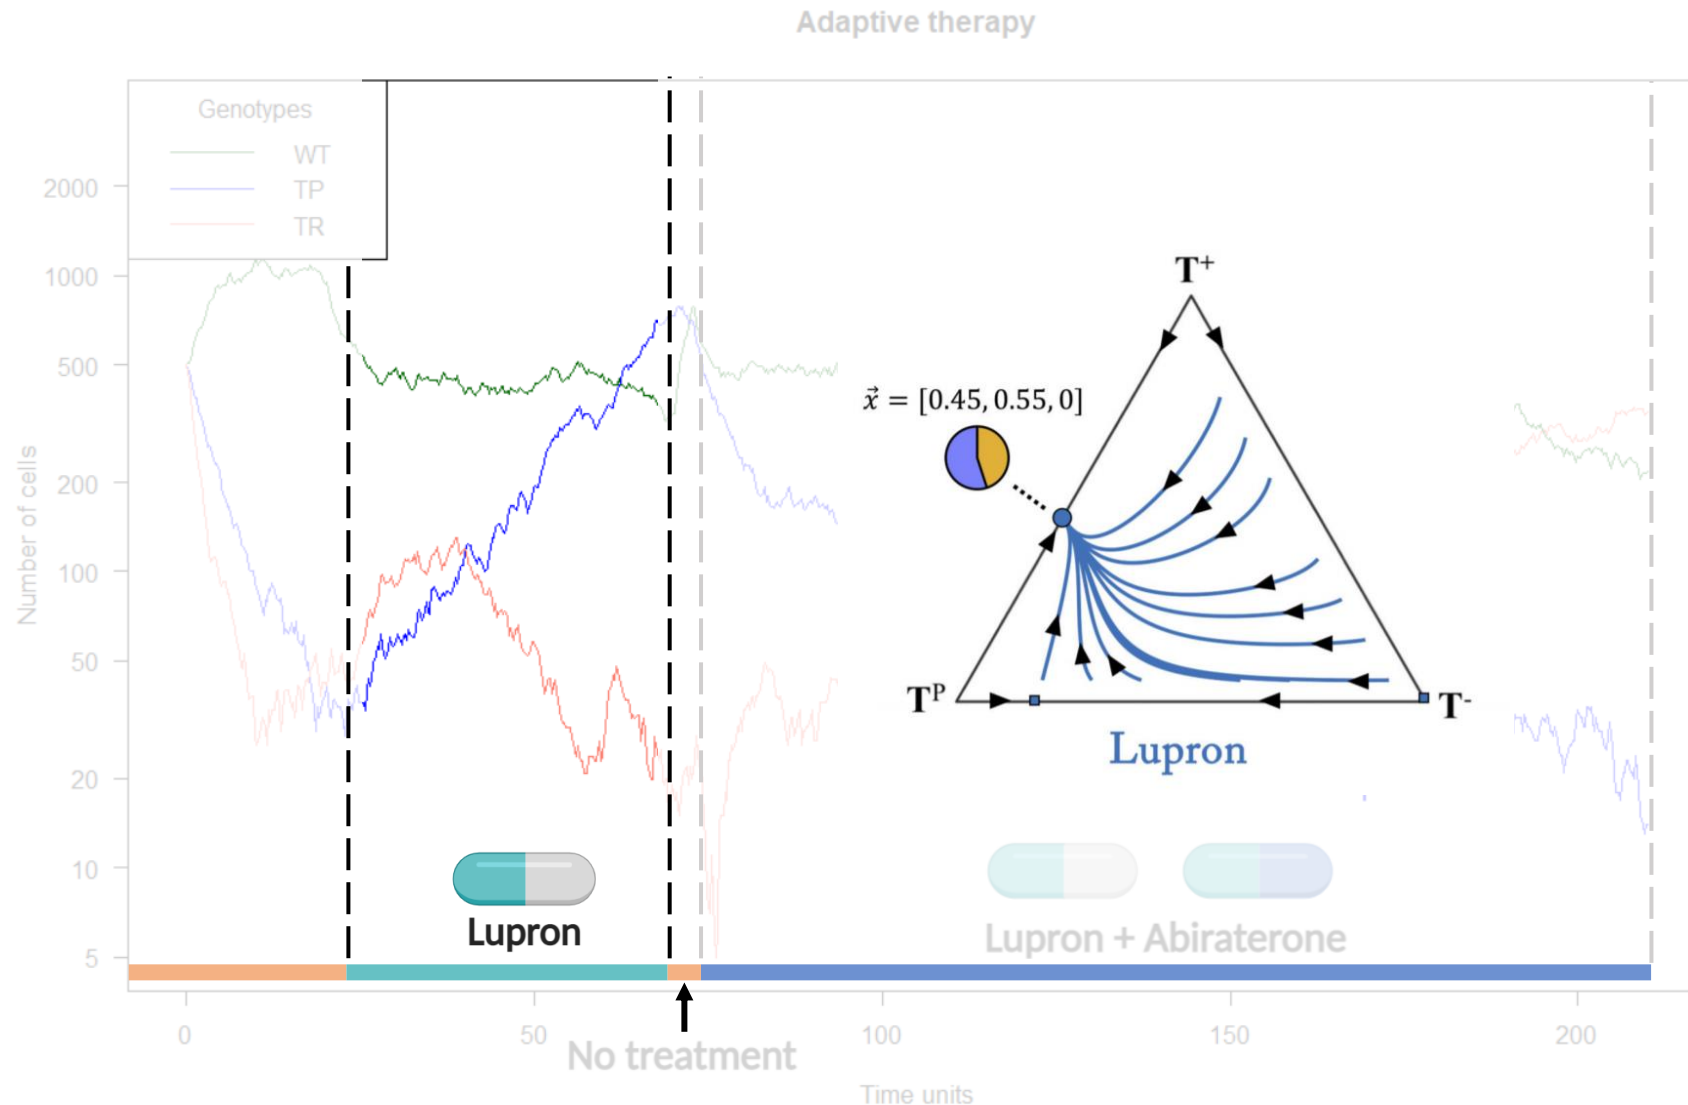 Adaptive therapy
Genotypes
WT
TP
TR
Number of cells
2000
1000
500
200
100
50
20
10
5
T+
x⃗ = [0.45, 0.55, 0]
TP
T-
Lupron
Lupron
Lupron + Abiraterone
0
50
100
150
200
No treatment
Time units